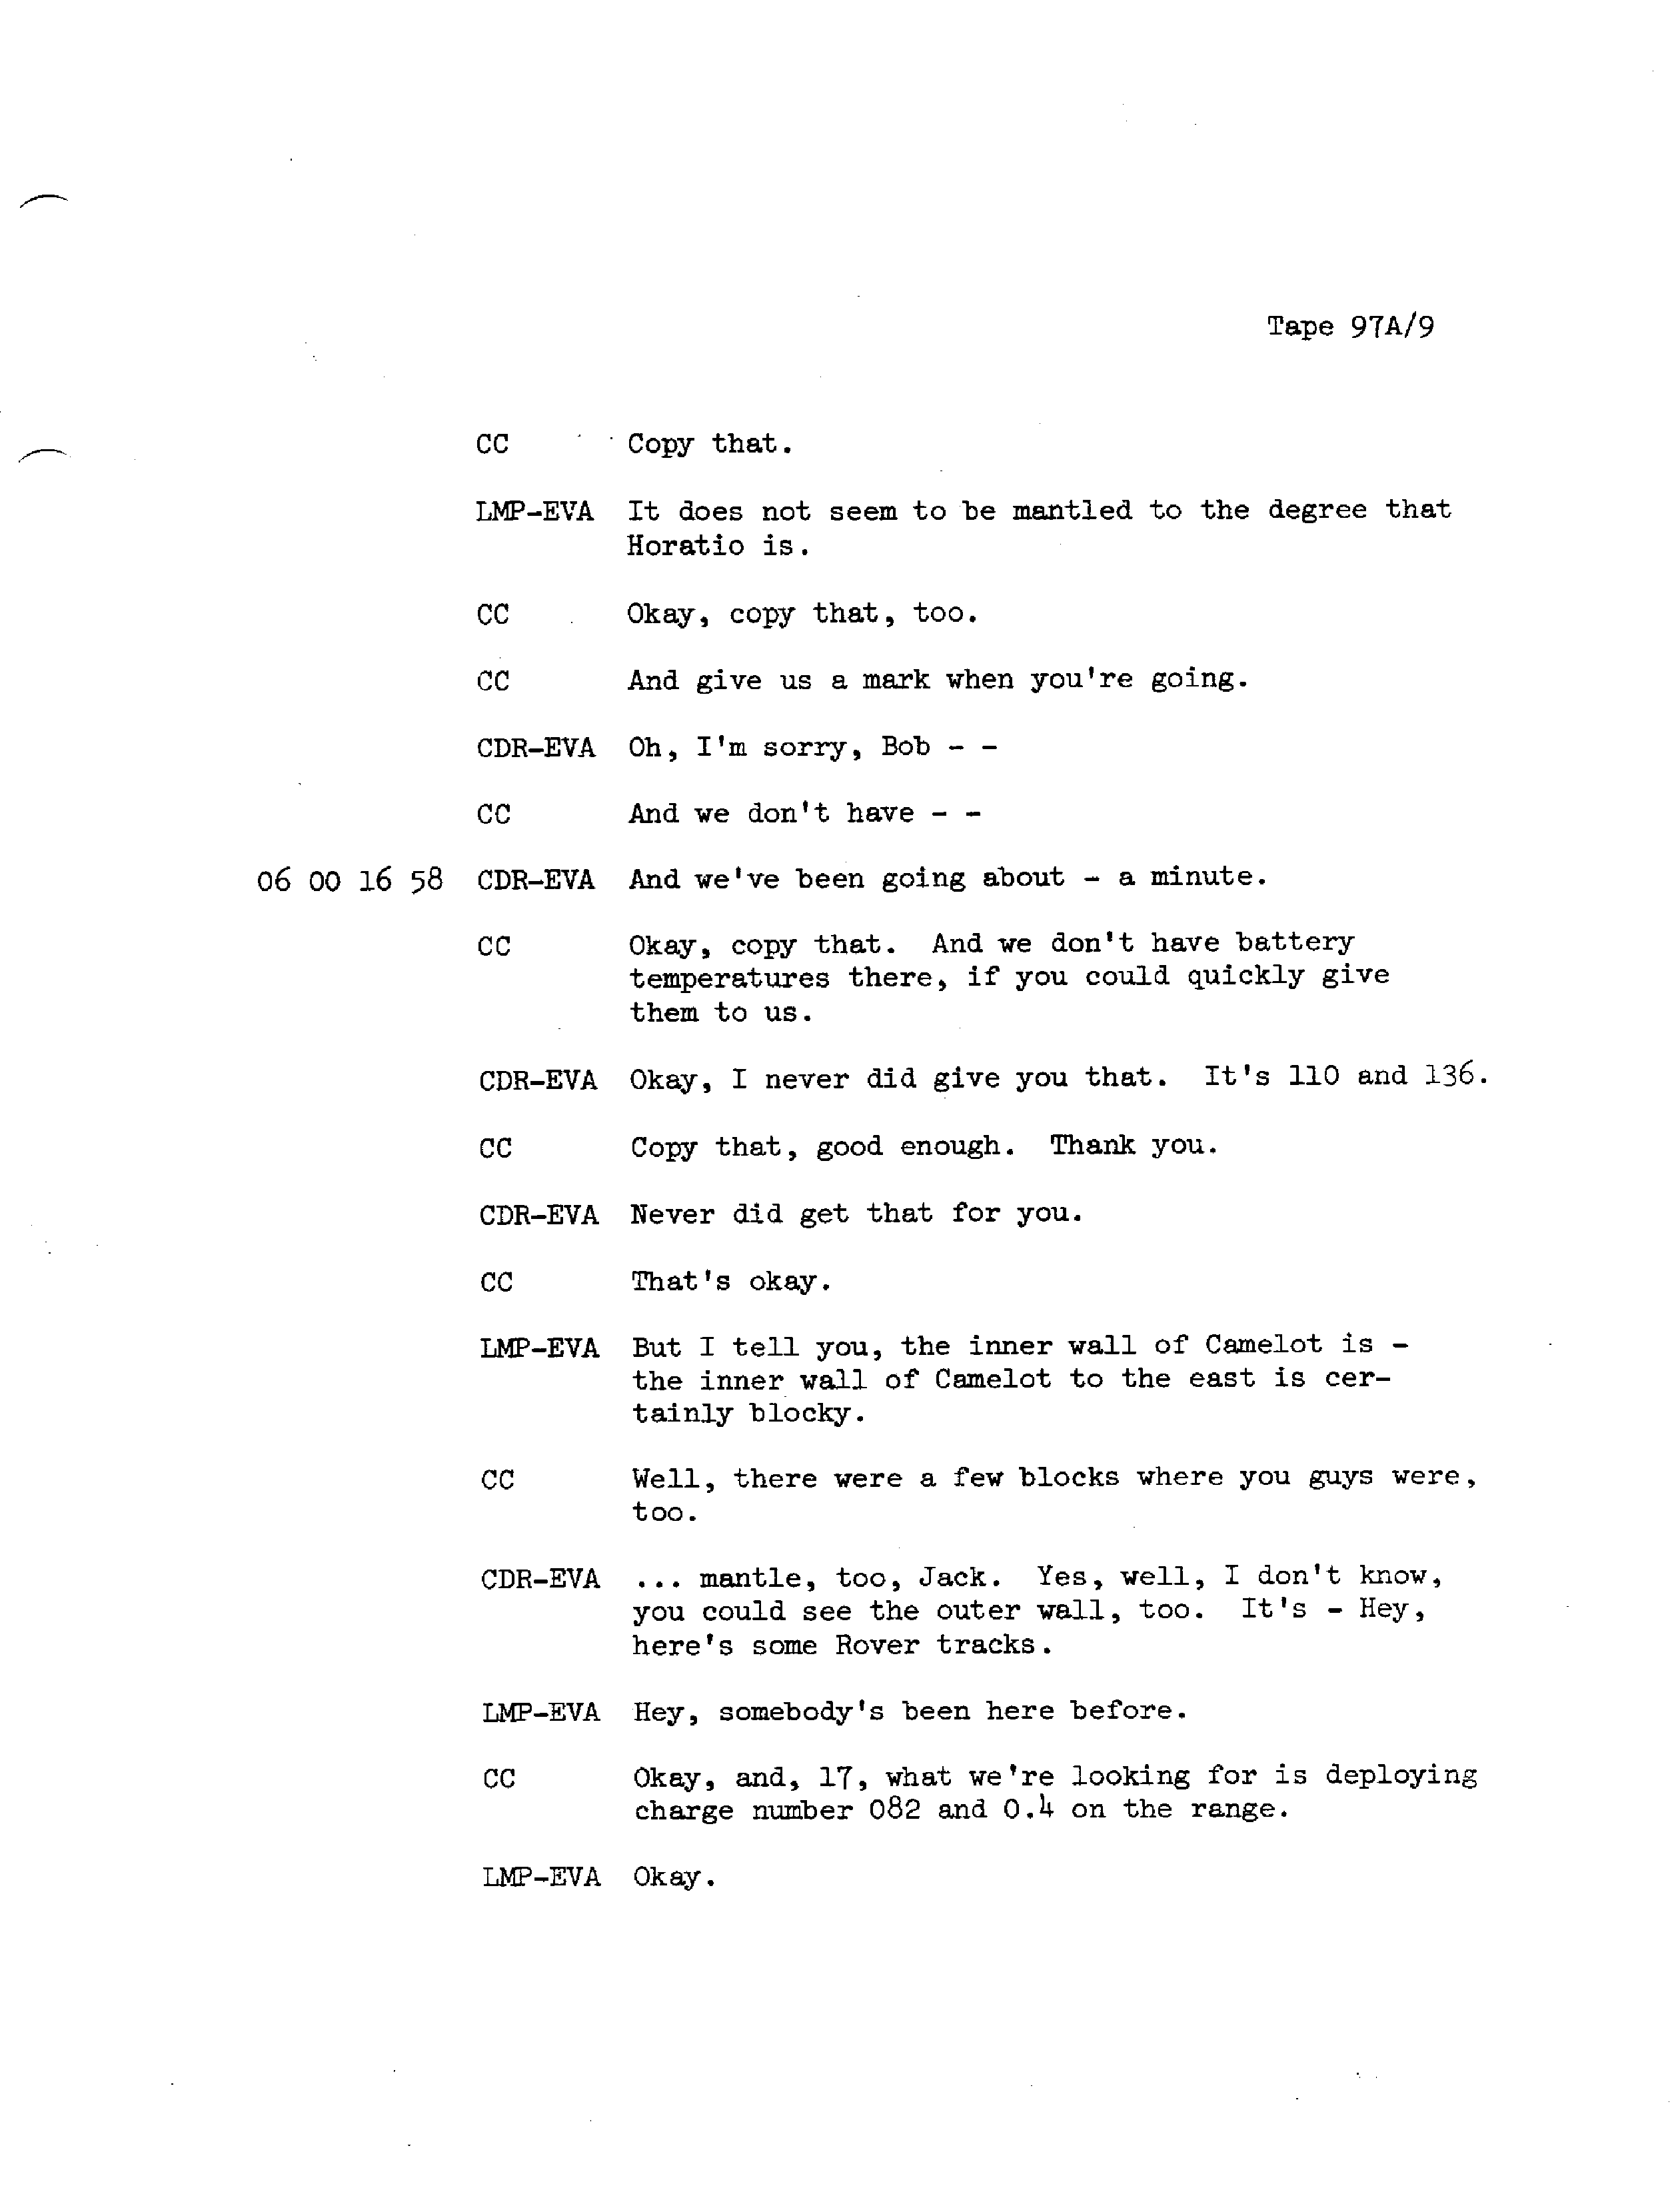 Tape 97A/9
CC Copy that.
LMP-EVA It does not seem to be mantled to the degree that
Horatio is.
CC Okay, copy that, too.
CC And give us a mark when you're going.
CDR-EVA Oh, I'm sorry, Bob - -
CC And we don't have - -
06 00 16 58 CDR-EVA And we've been going about - a minute.
CC Okay, copy that. And we don't have battery
temperatures there, if you could quickly give
them to us.
CDR-EVA Okay, I never did give you that. It's 110 and 136.
CC Copy that, good enough. Thank you.
CDR-EVA Never did get that for you.
CC That's okay.
LMP-EVA But I tell you, the inner wall of Camelot is -
the inner wall of Camelot to the east is cer-
tainly blocky.
CC Well, there were a few blocks where you guys were,
too.
CDR-EVA ... mantle, too, Jack. Yes, well, I don't know,
you could see the outer wall, too. It's - Hey,
here's some Rover tracks.
LMP-EVA Hey, somebody's been here before.
CC Okay, and, 17, what we're looking for is deploying
charge number 082 and 0.4 on the range.
LMP-EVA Okay.